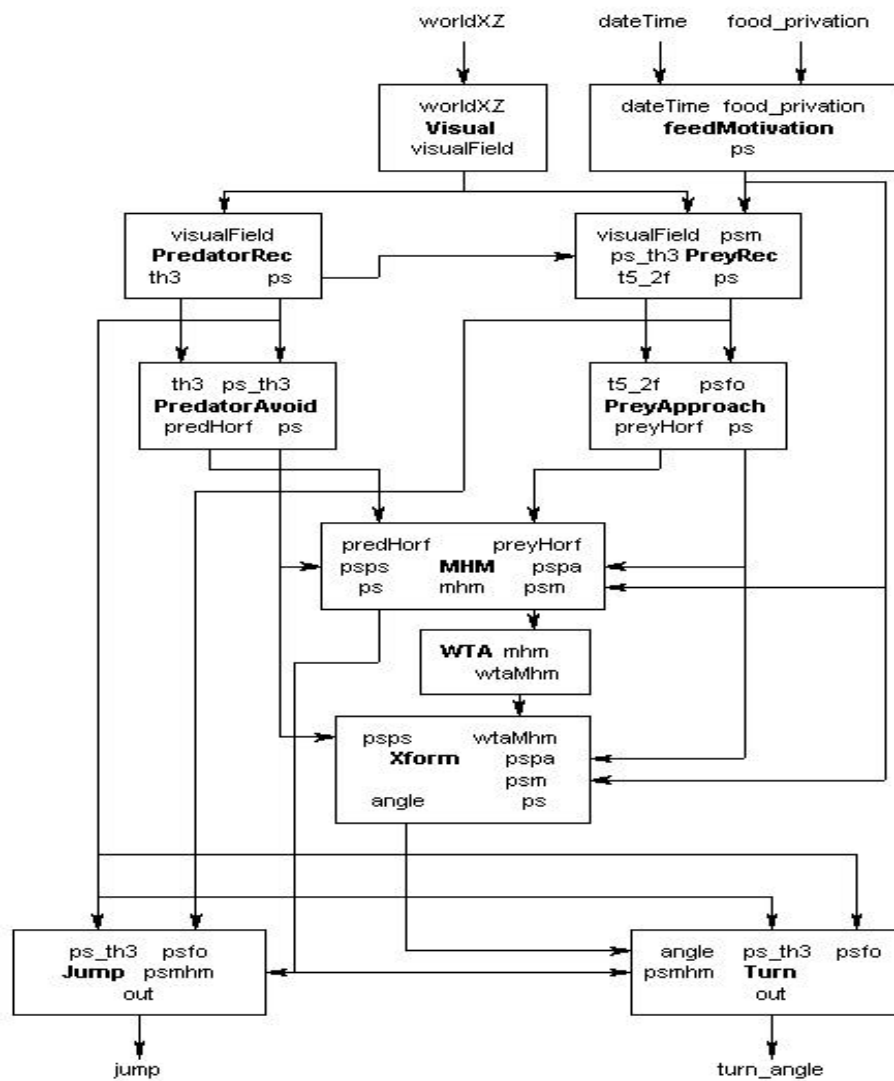 worldXZ dateTime food_privation
worldXZ
Visual
visualField
dateTime food_privation
feedMotivation
ps
visualField
PredatorRec
th3 ps
visualField psm
ps_th3 PreyRec
t5_2f ps
th3 ps_th3
PredatorAvoid
predHorf ps
t5_2f psfo
PreyApproach
preyHorf ps
predHorf preyHorf
psps MHM pspa
ps mhm psm
WTA mhm
wtaMhm
psps wtaMhm
Xform pspa
psm
angle ps
ps_th3 psfo
Jump psmhm
out
angle ps_th3 psfo
psmhm Turn
out
jump turn_angle